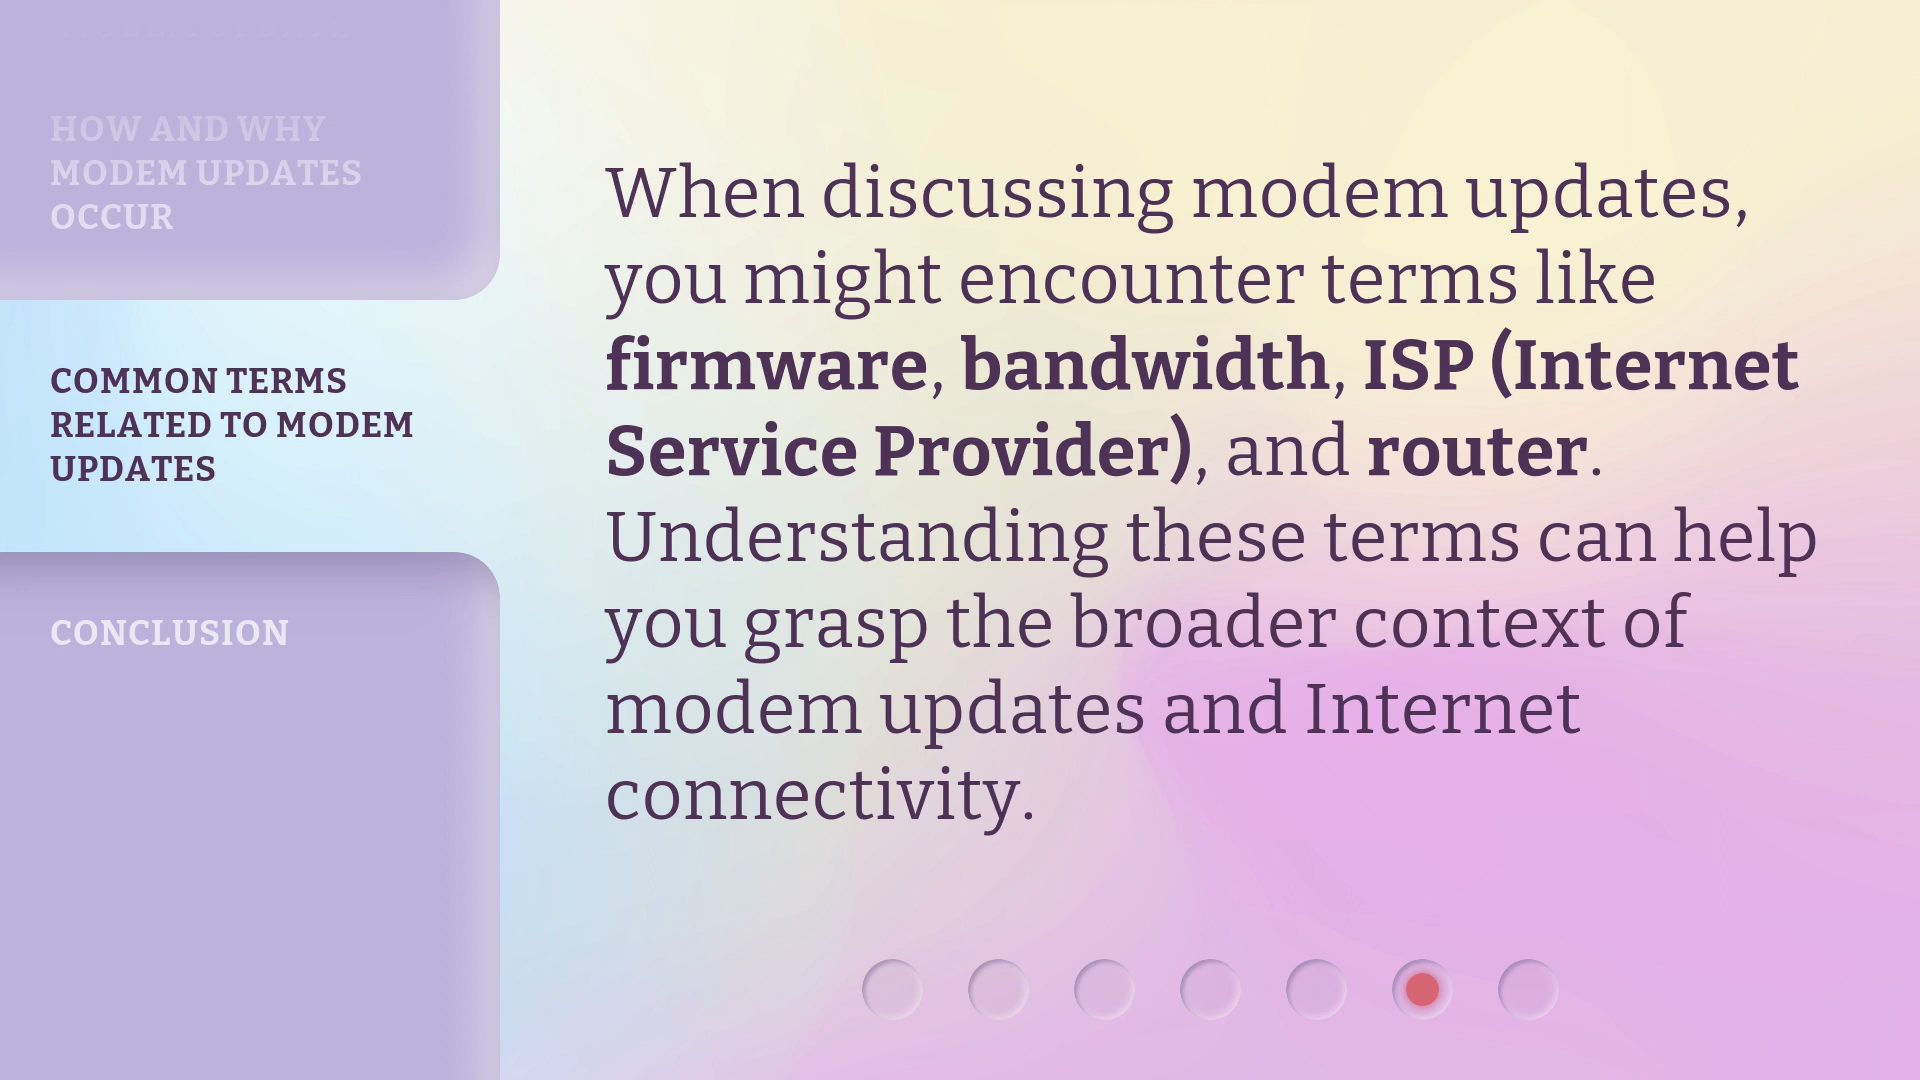 HOW AND WHY
MODEM UPDATES
OCCUR
COMMON TERMS
RELATED TO MODEM
UPDATES
CONCLUSION
When discussing modem updates,
you might encounter terms like
firmware, bandwidth, ISP (Internet
Service Provider), and router.
Understanding these terms can help
you grasp the broader context of
modem updates and Internet
connectivity.